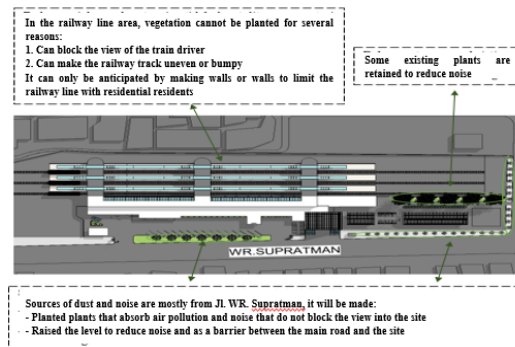 In the railway line area, vegetation cannot be planted for several
reasons:
1. Can block the view of the train driver
2. Can make the railway track uneven or bumpy
It can only be anticipated by making walls or walls to limit the
railway line with residential residents
Some existing plants are
retained to reduce noise
WR.SUPRATMAN
Sources of dust and noise are mostly from Jl. WR. Supratman, it will be made:
- Planted plants that absorb air pollution and noise that do not block the view into the site
- Raised the level to reduce noise and as a barrier between the main road and the site